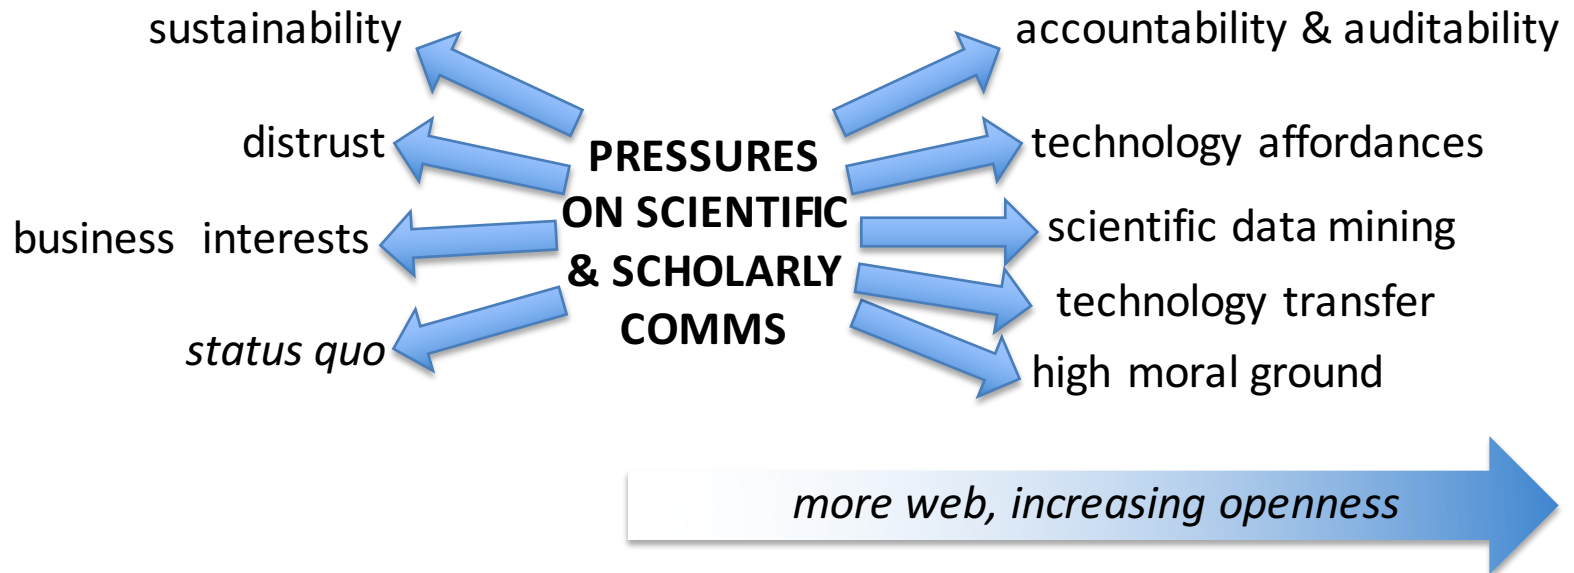 sustainability
distrust
business interests
status quo
PRESSURES
ON SCIENTIFIC
& SCHOLARLY
COMMS
accountability & auditability
technology affordances
scientific data mining
technology transfer
high moral ground
more web, increasing openness